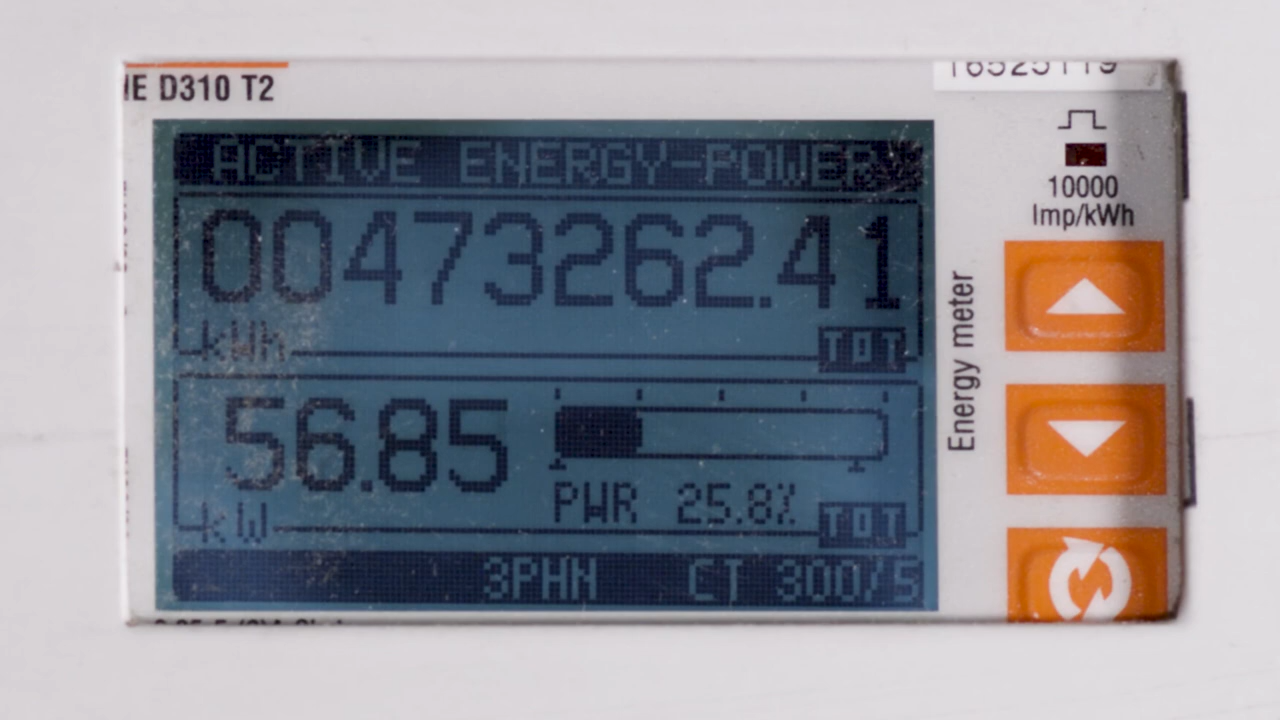 IE D310 T2
16525119
ACTIVE ENERGY-POWER
00473262.41
kWh
TOT
56.85
PWR 25.8%
kW
TOT
3PHN CT 300/5
10000
Imp/kWh
Energy meter